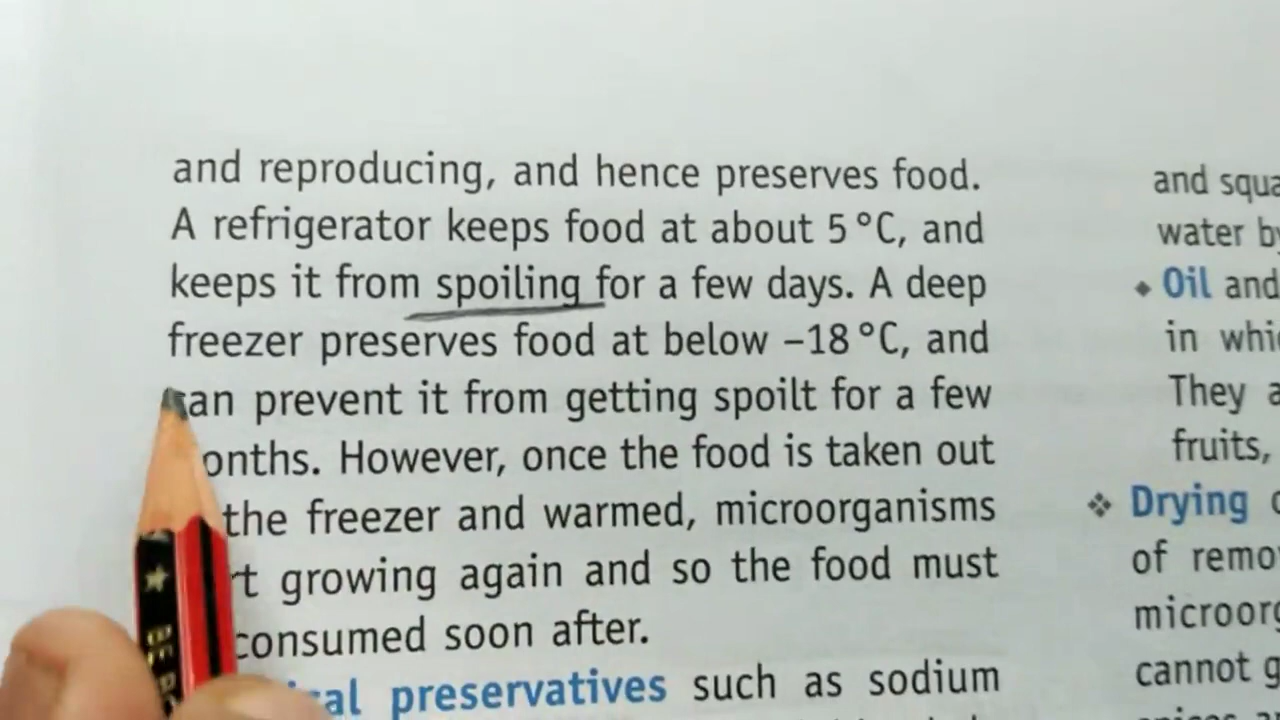 and reproducing, and hence preserves food.
A refrigerator keeps food at about 5 °C, and
keeps it from spoiling for a few days. A deep
freezer preserves food at below –18 °C, and
can prevent it from getting spoilt for a few
onths. However, once the food is taken out
the freezer and warmed, microorganisms
rt growing again and so the food must
consumed soon after.
cal preservatives such as sodium
and squa
water by
Oil and
in whi
They a
fruits,
Drying
of remo
microorg
cannot g